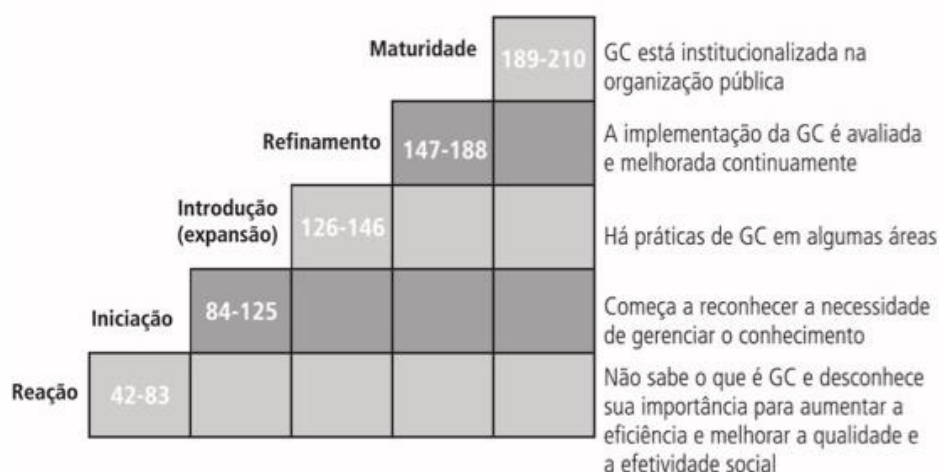 Maturidade
189-210
GC está institucionalizada na
organização pública
Refinamento
147-188
A implementação da GC é avaliada
e melhorada continuamente
Introdução
(expansão)
126-146
Há práticas de GC em algumas áreas
Iniciação
84-125
Começa a reconhecer a necessidade
de gerenciar o conhecimento
Reação
42-83
Não sabe o que é GC e desconhece
sua importância para aumentar a
eficiência e melhorar a qualidade e
a efetividade social